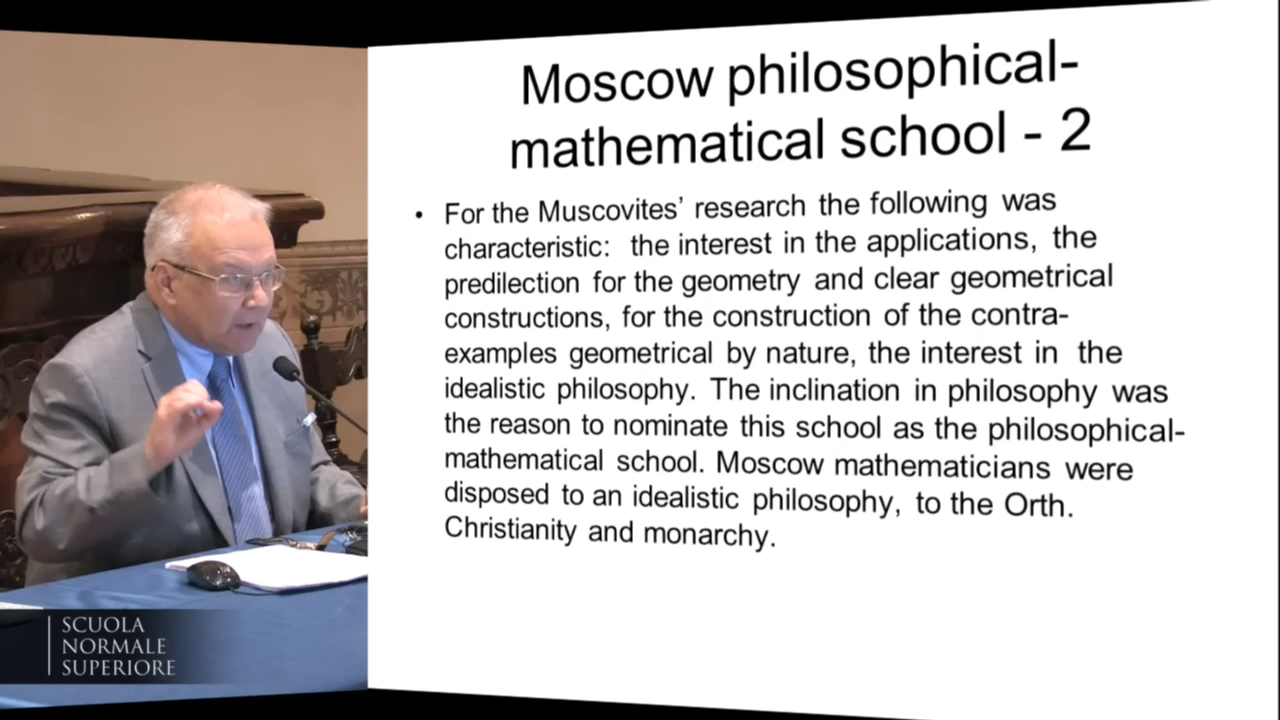 Moscow philosophical-
mathematical school - 2
• For the Muscovites' research the following was
characteristic: the interest in the applications, the
predilection for the geometry and clear geometrical
constructions, for the construction of the contra-
examples geometrical by nature, the interest in the
idealistic philosophy. The inclination in philosophy was
the reason to nominate this school as the philosophical-
mathematical school. Moscow mathematicians were
disposed to an idealistic philosophy, to the Orth.
Christianity and monarchy.
SCUOLA
NORMALE
SUPERIORE